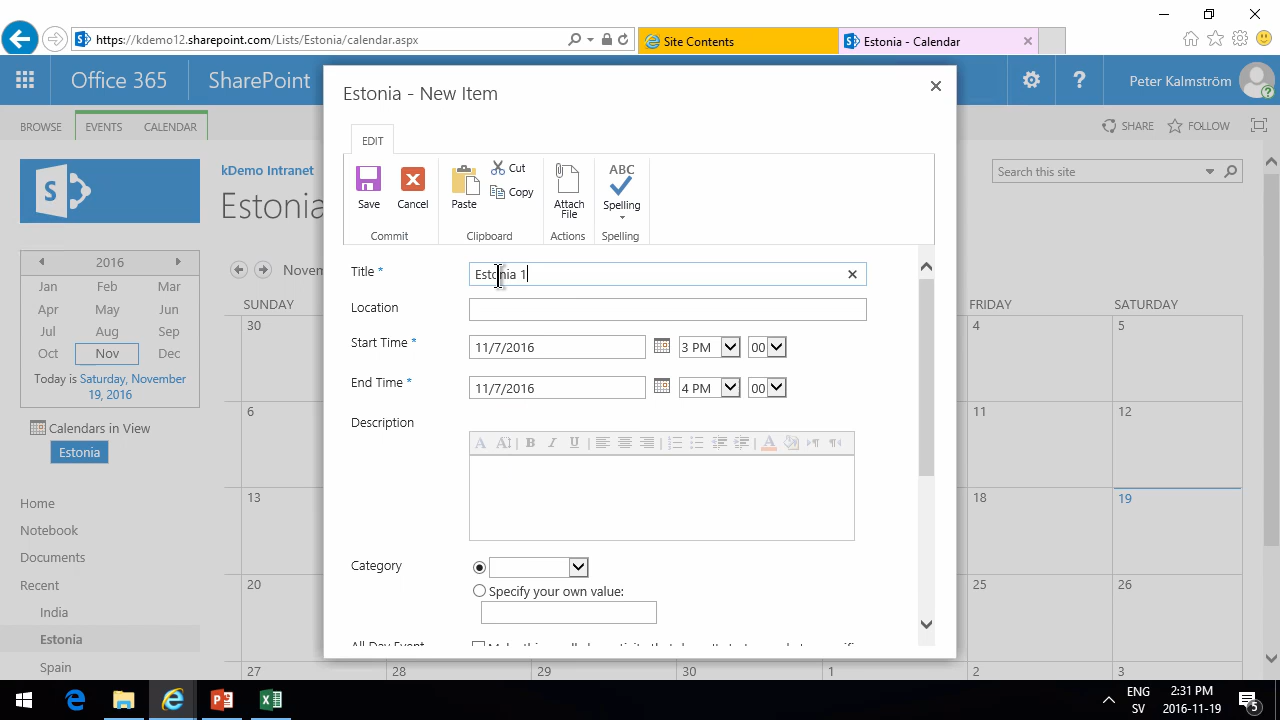 https://kdemo12.sharepoint.com/Lists/Estonia/calendar.aspx
Site Contents
Estonia - Calendar
Office 365
SharePoint
Peter Kalmström
BROWSE
EVENTS
CALENDAR
SHARE
FOLLOW
kDemo Intranet
Estonia
Search this site
2016
Jan Feb Mar
Apr May Jun
Jul Aug Sep
Oct Nov Dec
Today is Saturday, November
19, 2016
Calendars in View
Estonia
Home
Notebook
Documents
Recent
India
Estonia
Spain
Estonia - New Item
EDIT
Save
Cancel
Commit
Paste
Cut
Copy
Clipboard
Attach
File
Actions
ABC
Spelling
Spelling
Title *
Estonia 1
Location
Start Time *
11/7/2016
3 PM
00
End Time *
11/7/2016
4 PM
00
Description
Category
Specify your own value:
SUNDAY
FRIDAY
SATURDAY
30
4
5
6
11
12
13
18
19
20
25
26
27
28
29
30
1
2
3
ENG
SV
2:31 PM
2016-11-19
5